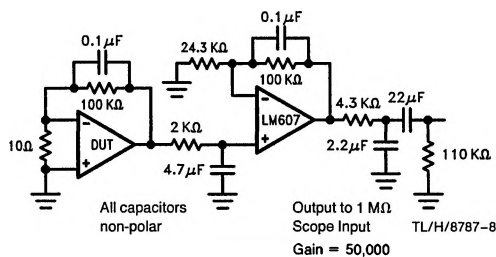 0.1μF
100 KΩ
10Ω
−
+
DUT
2 KΩ
4.7μF
24.3 KΩ
0.1μF
100 KΩ
−
+
LM607
4.3 KΩ
22μF
2.2μF
110 KΩ
All capacitors
non-polar
Output to 1 MΩ
Scope Input
Gain = 50,000
TL/H/8787–8